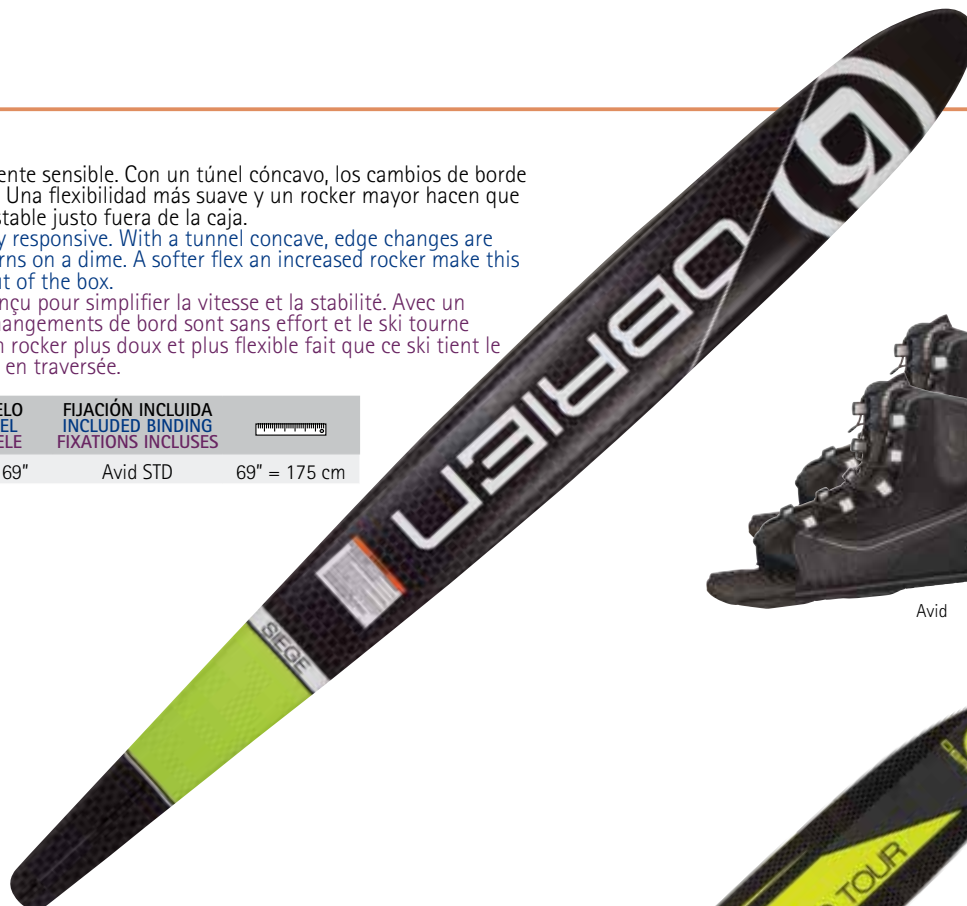 ente sensible. Con un túnel cóncavo, los cambios de borde
Una flexibilidad más suave y un rocker mayor hacen que
stable justo fuera de la caja.
y responsive. With a tunnel concave, edge changes are
rns on a dime. A softer flex an increased rocker make this
ut of the box.
nçu pour simplifier la vitesse et la stabilité. Avec un
hangements de bord sont sans effort et le ski tourne
n rocker plus doux et plus flexible fait que ce ski tient le
en traversée.
ELO FIJACIÓN INCLUIDA
EL INCLUDED BINDING
ELE FIXATIONS INCLUSES
69" Avid STD 69" = 175 cm
OBRIEN
SIEGE
Avid
TOUR